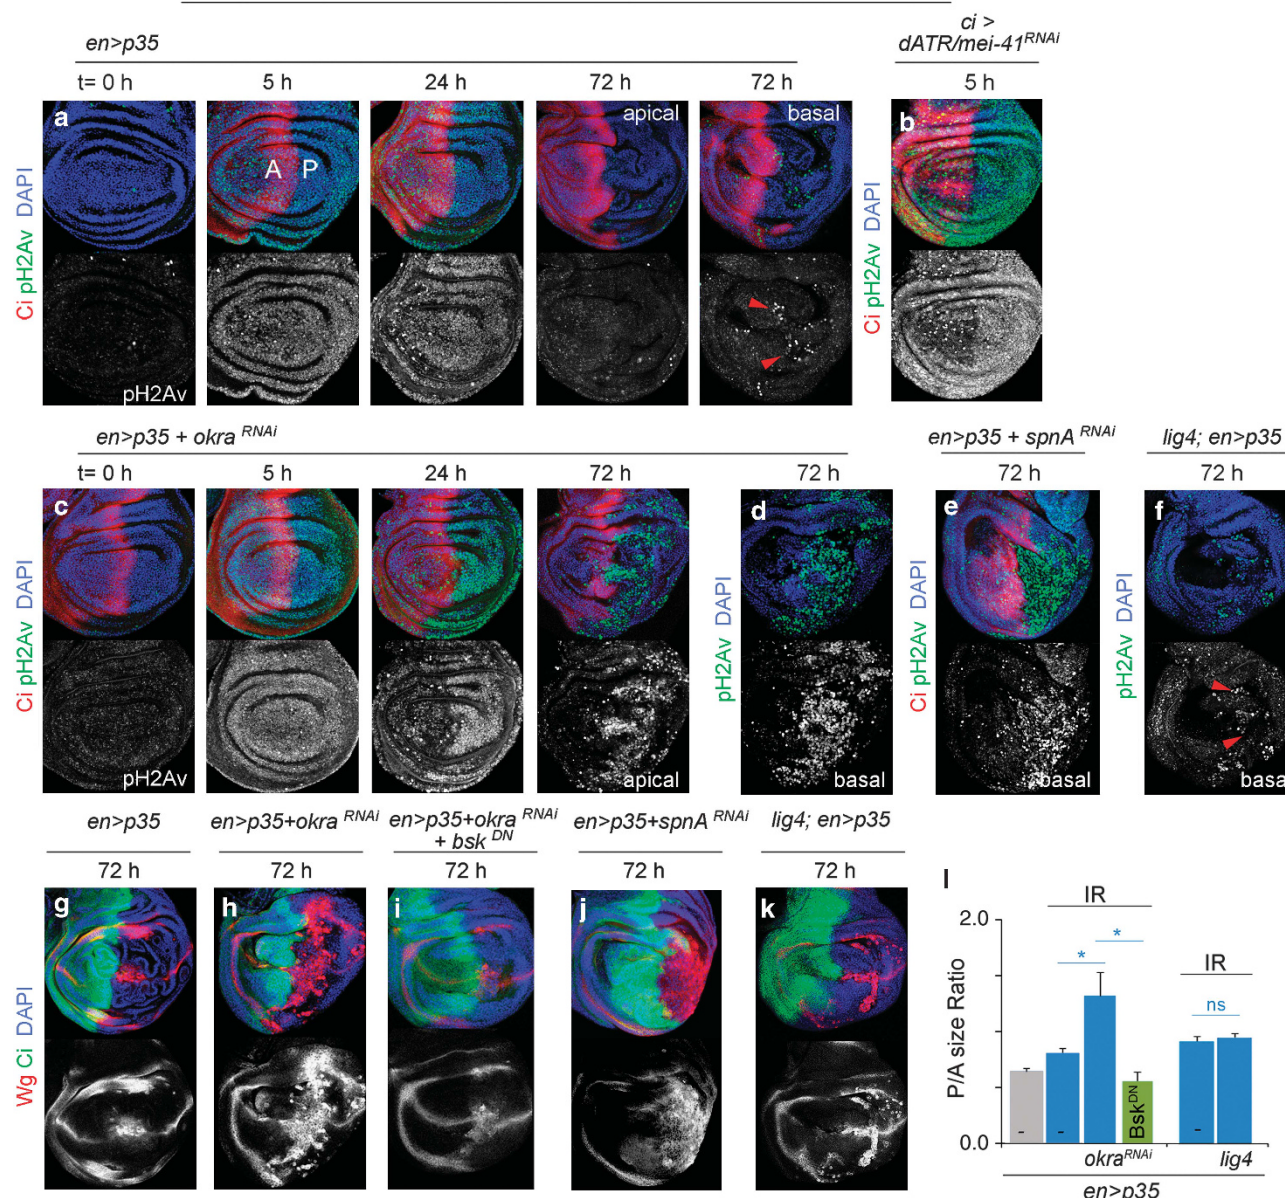 en>p35
ci >
dATR/mei-41RNAi
t= 0 h
5 h
24 h
72 h
72 h
5 h
a
A P
apical
basal
b
Ci pH2Av DAPI
Ci pH2Av DAPI
pH2Av
en>p35 + okra RNAi
en>p35 + spnA RNAi
lig4; en>p35
t= 0 h
5 h
24 h
72 h
72 h
72 h
72 h
c
d
e
f
Ci pH2Av DAPI
pH2Av DAPI
Ci pH2Av DAPI
pH2Av DAPI
pH2Av
apical
basal
basal
basa
en>p35
en>p35+okra RNAi
en>p35+okra RNAi
+ bsk DN
en>p35+spnA RNAi
lig4; en>p35
72 h
72 h
72 h
72 h
72 h
g
h
i
j
k
Wg Ci DAPI
l
IR
2.0
*
*
IR
ns
P/A size Ratio
BskDN
0.0
-
-
-
okraRNAi
lig4
en>p35